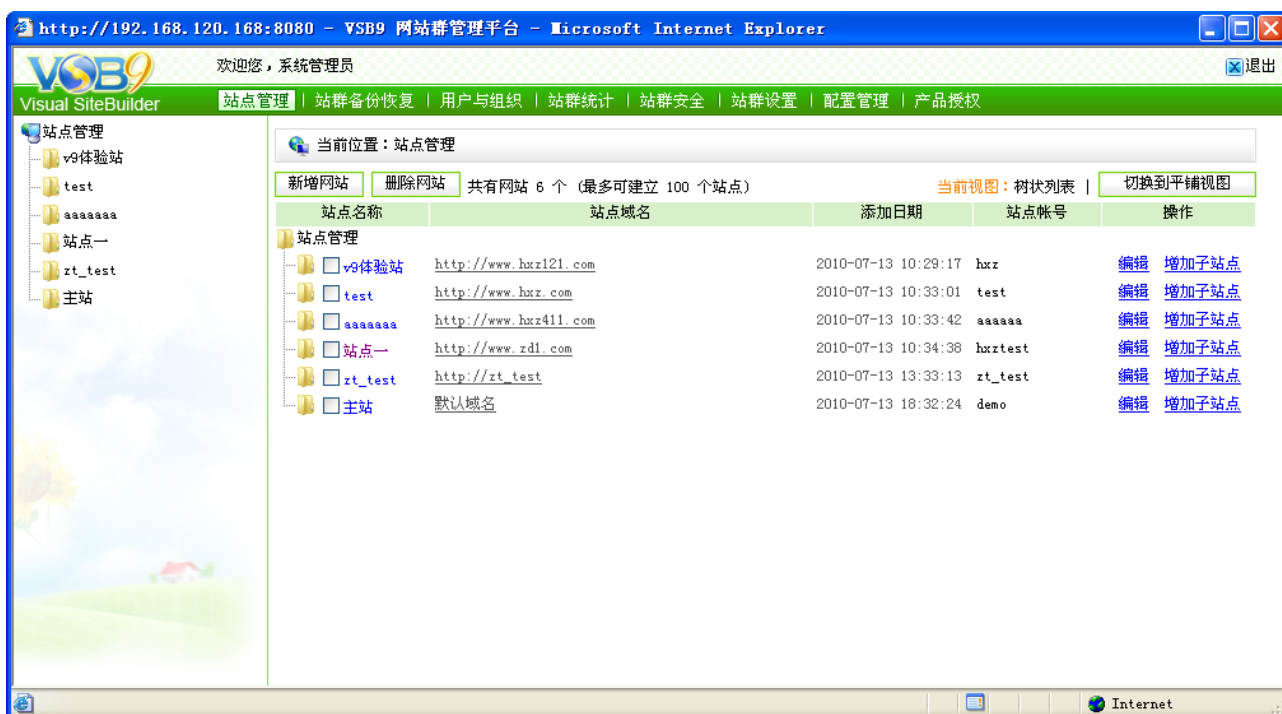 http://192.168.120.168:8080 - VSB9 网站群管理平台 - Microsoft Internet Explorer
VSB9
Visual SiteBuilder
欢迎您，系统管理员
退出
站点管理 | 站群备份恢复 | 用户与组织 | 站群统计 | 站群安全 | 站群设置 | 配置管理 | 产品授权
站点管理
v9体验站
test
aaaaaaa
站点一
zt_test
主站
当前位置：站点管理
新增网站 删除网站 共有网站 6 个 (最多可建立 100 个站点) 当前视图：树状列表 | 切换到平铺视图
站点名称 站点域名 添加日期 站点帐号 操作
站点管理
v9体验站 http://www.hxz121.com 2010-07-13 10:29:17 hxz 编辑 增加子站点
test http://www.hxz.com 2010-07-13 10:33:01 test 编辑 增加子站点
aaaaaaa http://www.hxz411.com 2010-07-13 10:33:42 aaaaaa 编辑 增加子站点
站点一 http://www.zd1.com 2010-07-13 10:34:38 hxztest 编辑 增加子站点
zt_test http://zt_test 2010-07-13 13:33:13 zt_test 编辑 增加子站点
主站 默认域名 2010-07-13 18:32:24 demo 编辑 增加子站点
Internet